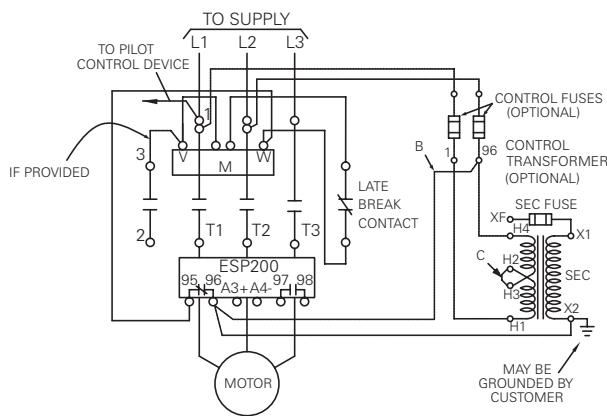 TO SUPPLY
L1 L2 L3
TO PILOT
CONTROL DEVICE
1
CONTROL FUSES
(OPTIONAL)
B
1 96
CONTROL
TRANSFORMER
(OPTIONAL)
3
V W
M
IF PROVIDED
LATE
BREAK
CONTACT
SEC FUSE
XF
H4 X1
2
T1 T2 T3
C
H2
H3
SEC
ESP200
95 96 A3+A4- 97 98
H1
X2
MOTOR
MAY BE
GROUNDED BY
CUSTOMER